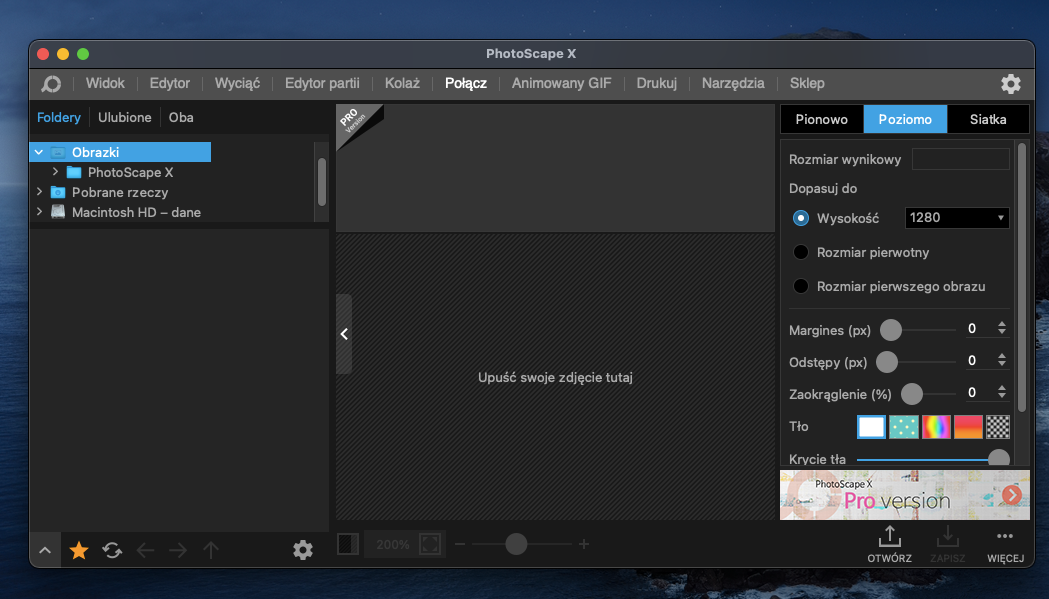 PhotoScape X
Widok Edytor Wyciąć Edytor partii Kolaż Połącz Animowany GIF Drukuj Narzędzia Sklep
Foldery Ulubione Oba
Obrazki
PhotoScape X
Pobrane rzeczy
Macintosh HD – dane
PRO
Version
Upuść swoje zdjęcie tutaj
200%
Pionowo Poziomo Siatka
Rozmiar wynikowy
Dopasuj do
Wysokość 1280
Rozmiar pierwotny
Rozmiar pierwszego obrazu
Margines (px) 0
Odstępy (px) 0
Zaokrąglenie (%) 0
Tło
Krycie tła
PhotoScape X
Pro version
OTWÓRZ ZAPISZ WIĘCEJ